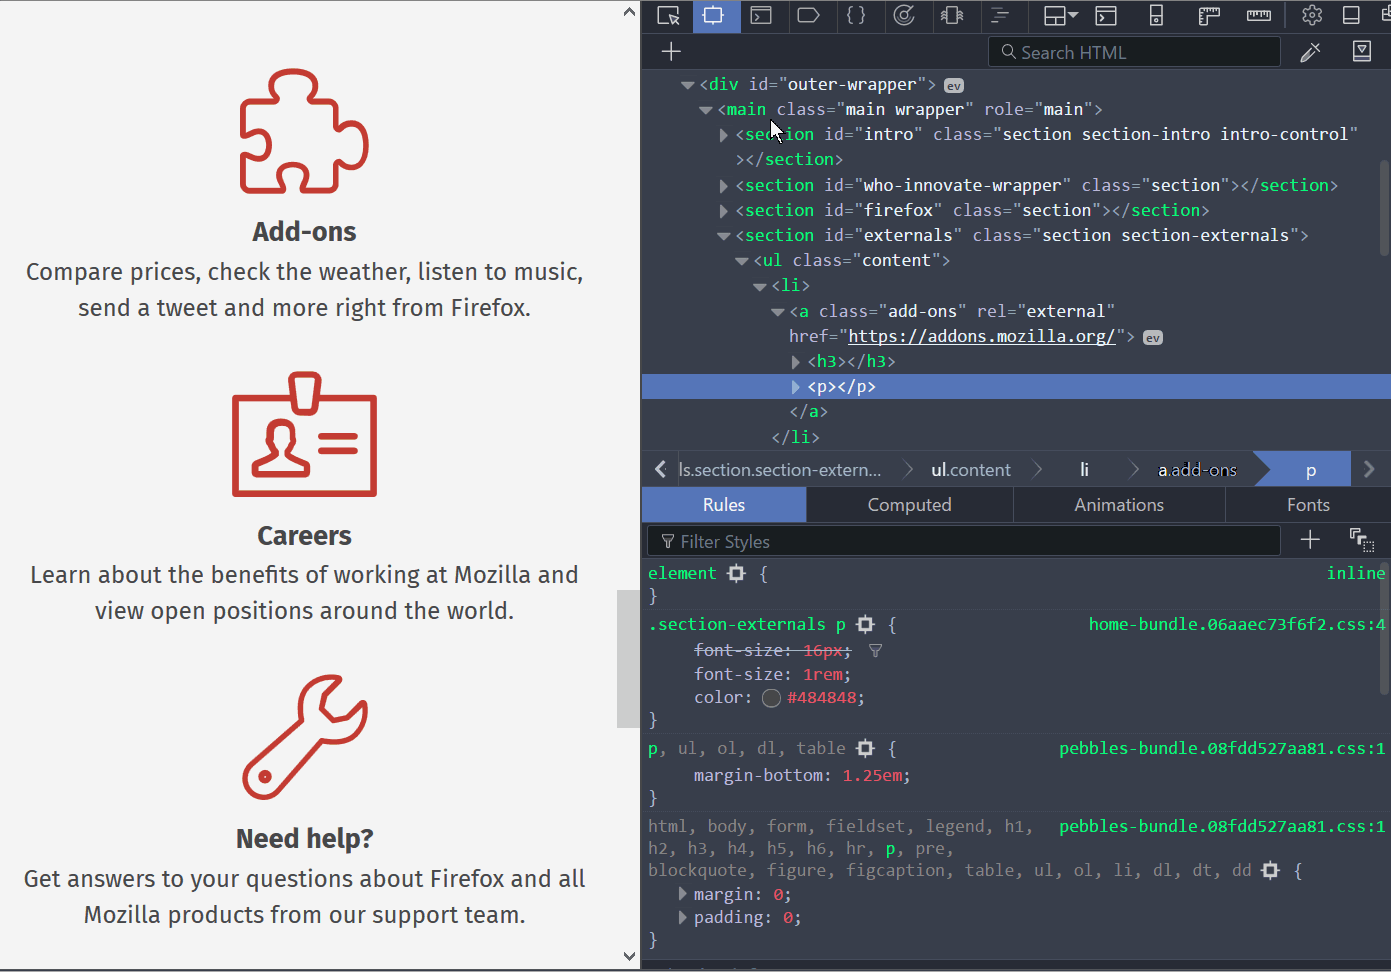 Add-ons
Compare prices, check the weather, listen to music,
send a tweet and more right from Firefox.
Careers
Learn about the benefits of working at Mozilla and
view open positions around the world.
Need help?
Get answers to your questions about Firefox and all
Mozilla products from our support team.
Search HTML
<div id="outer-wrapper"> ev
<main class="main wrapper" role="main">
<section id="intro" class="section section-intro intro-control"
></section>
<section id="who-innovate-wrapper" class="section"></section>
<section id="firefox" class="section"></section>
<section id="externals" class="section section-externals">
<ul class="content">
<li>
<a class="add-ons" rel="external"
href="https://addons.mozilla.org/"> ev
<h3></h3>
<p></p>
</a>
</li>
ls.section.section-extern... ul.content li a.add-ons p
Rules Computed Animations Fonts
Filter Styles
element { inline
}
.section-externals p { home-bundle.06aaec73f6f2.css:4
font-size: 16px;
font-size: 1rem;
color: #484848;
}
p, ul, ol, dl, table { pebbles-bundle.08fdd527aa81.css:1
margin-bottom: 1.25em;
}
html, body, form, fieldset, legend, h1, pebbles-bundle.08fdd527aa81.css:1
h2, h3, h4, h5, h6, hr, p, pre,
blockquote, figure, figcaption, table, ul, ol, li, dl, dt, dd {
margin: 0;
padding: 0;
}